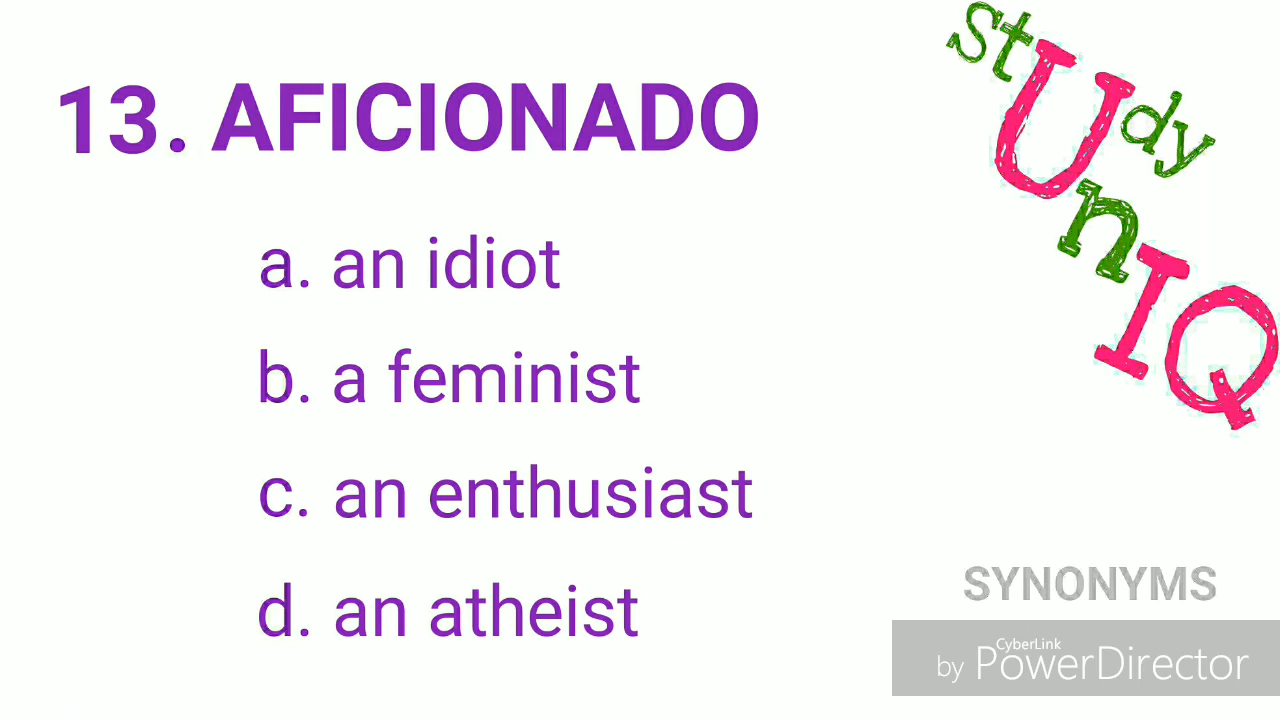 13. AFICIONADO
a. an idiot
b. a feminist
c. an enthusiast
d. an atheist
stUdy
unIQ
SYNONYMS
CyberLink
by PowerDirector